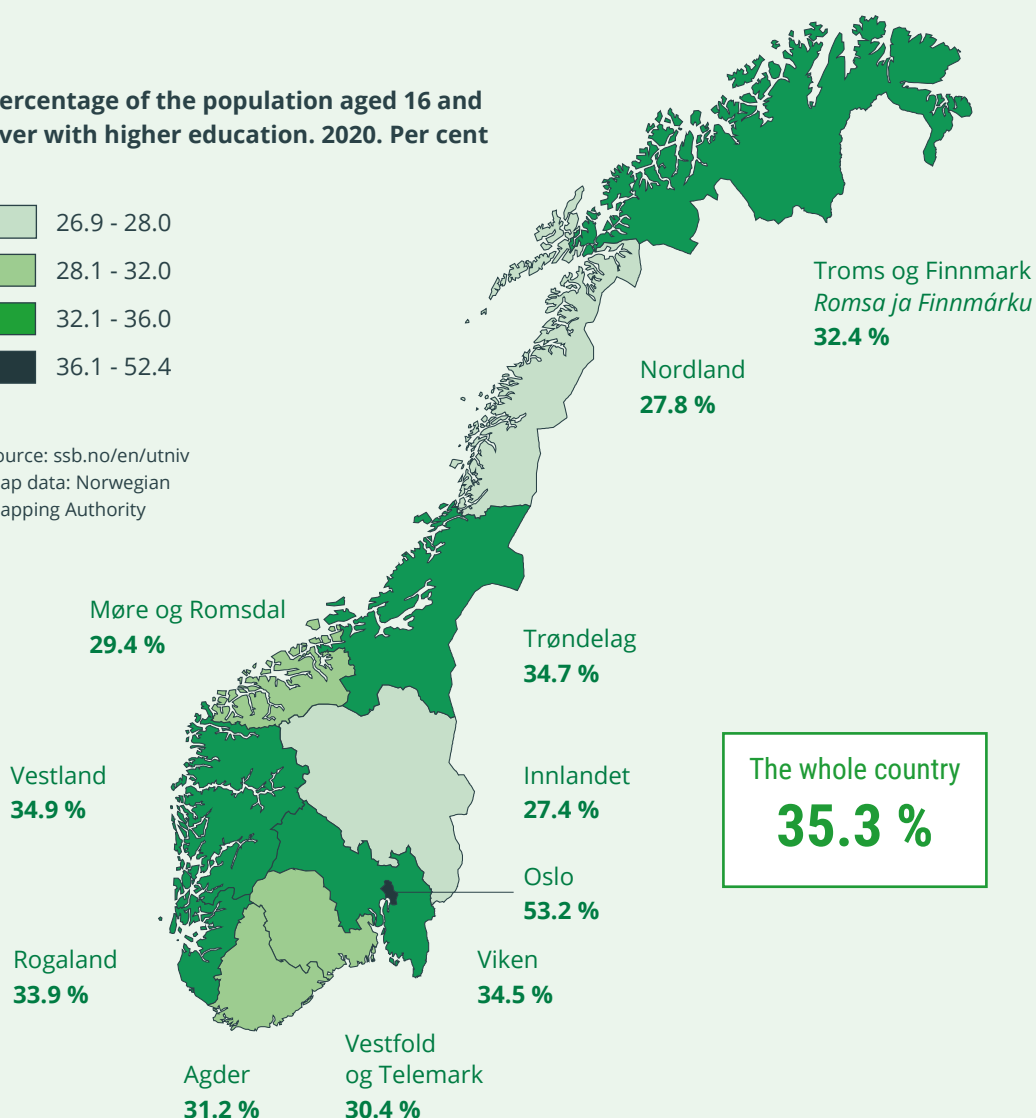 ercentage of the population aged 16 and
ver with higher education. 2020. Per cent
26.9 - 28.0
28.1 - 32.0
32.1 - 36.0
36.1 - 52.4
ource: ssb.no/en/utniv
ap data: Norwegian
apping Authority
Troms og Finnmark
Romsa ja Finnmárku
32.4 %
Nordland
27.8 %
Møre og Romsdal
29.4 %
Trøndelag
34.7 %
Vestland
34.9 %
Innlandet
27.4 %
The whole country
35.3 %
Oslo
53.2 %
Rogaland
33.9 %
Viken
34.5 %
Vestfold
og Telemark
30.4 %
Agder
31.2 %